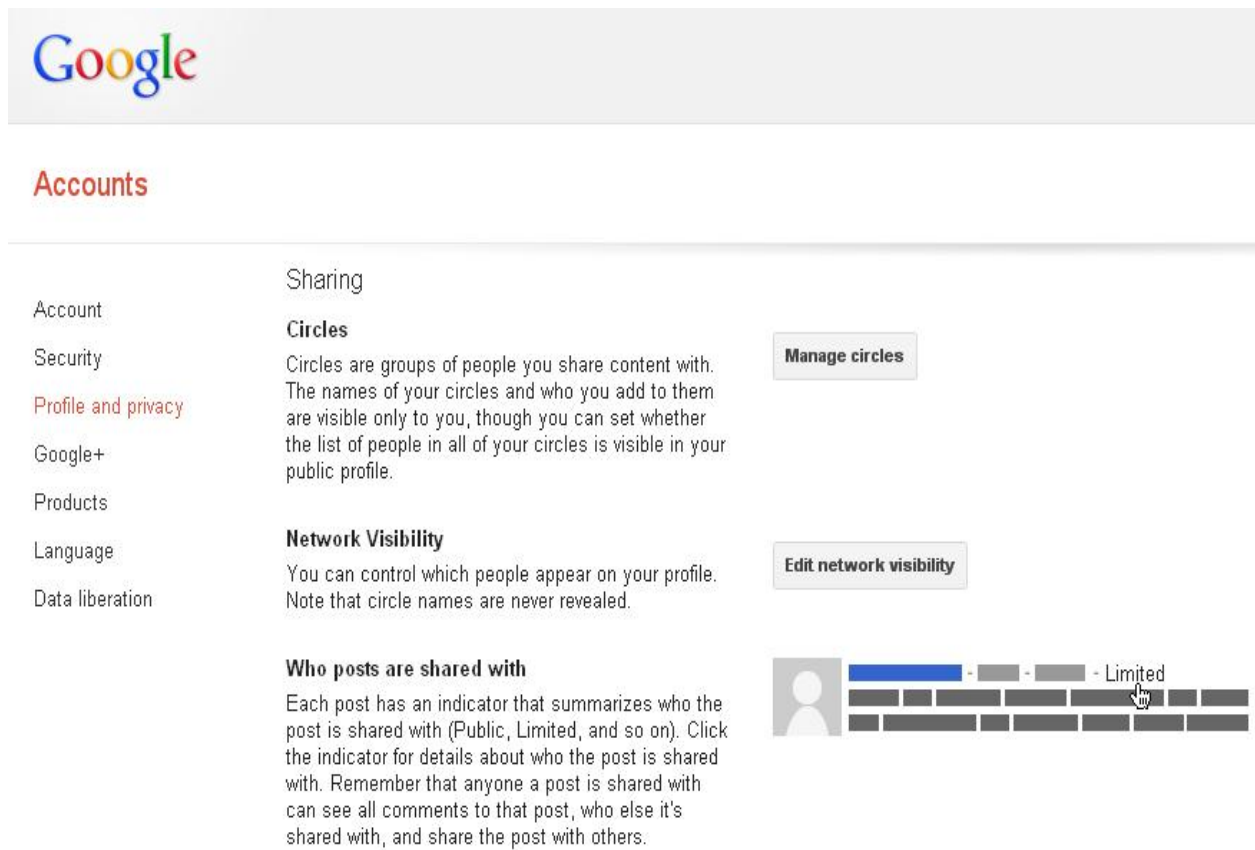 Google
Accounts
Account
Security
Profile and privacy
Google+
Products
Language
Data liberation
Sharing
Circles
Circles are groups of people you share content with.
The names of your circles and who you add to them
are visible only to you, though you can set whether
the list of people in all of your circles is visible in your
public profile.
Manage circles
Network Visibility
You can control which people appear on your profile.
Note that circle names are never revealed.
Edit network visibility
Who posts are shared with
Each post has an indicator that summarizes who the
post is shared with (Public, Limited, and so on). Click
the indicator for details about who the post is shared
with. Remember that anyone a post is shared with
can see all comments to that post, who else it's
shared with, and share the post with others.
- - - Limited